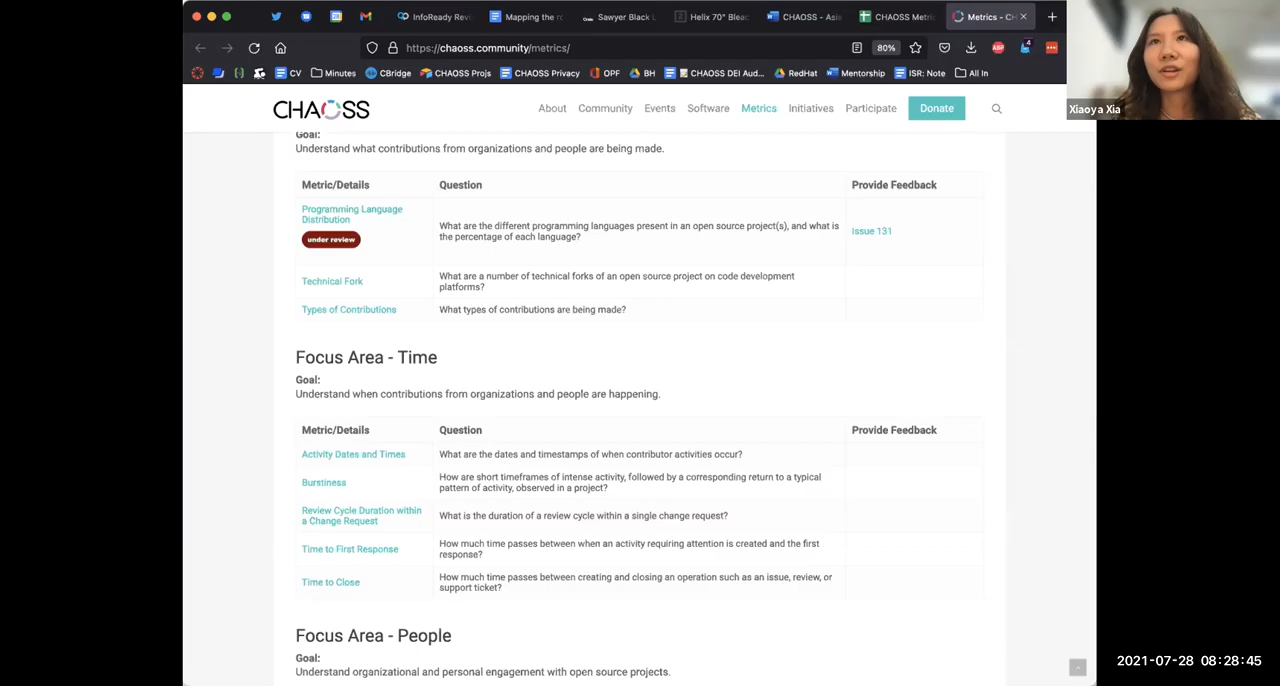 InfoReady Rev
Mapping the ro
Sawyer Black L
Helix 70" Blea
CHAOSS - Asia
CHAOSS Metric
Metrics - CH
https://chaoss.community/metrics/
80%
4
ABP
CV
Minutes
CBridge
CHAOSS Projs
CHAOSS Privacy
OPF
BH
CHAOSS DEI Aud...
RedHat
Mentorship
ISR: Note
All In
Xiaoya Xia
CHAOSS
About
Community
Events
Software
Metrics
Initiatives
Participate
Donate
Goal:
Understand what contributions from organizations and people are being made.
Metric/Details
Question
Provide Feedback
Programming Language
Distribution
under review
What are the different programming languages present in an open source project(s), and what is
the percentage of each language?
Issue 131
Technical Fork
What are a number of technical forks of an open source project on code development
platforms?
Types of Contributions
What types of contributions are being made?
Focus Area - Time
Goal:
Understand when contributions from organizations and people are happening.
Metric/Details
Question
Provide Feedback
Activity Dates and Times
What are the dates and timestamps of when contributor activities occur?
Burstiness
How are short timeframes of intense activity, followed by a corresponding return to a typical
pattern of activity, observed in a project?
Review Cycle Duration within
a Change Request
What is the duration of a review cycle within a single change request?
Time to First Response
How much time passes between when an activity requiring attention is created and the first
response?
Time to Close
How much time passes between creating and closing an operation such as an issue, review, or
support ticket?
Focus Area - People
Goal:
Understand organizational and personal engagement with open source projects.
2021-07-28 08:28:45